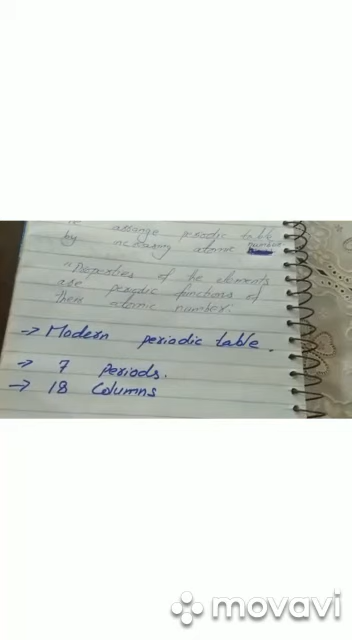 arrange periodic table
by increasing atomic number
"Properties of the elements
are periodic functions of
their atomic number.
→ Modern periodic table.
→ 7 periods.
→ 18 Columns
movavi